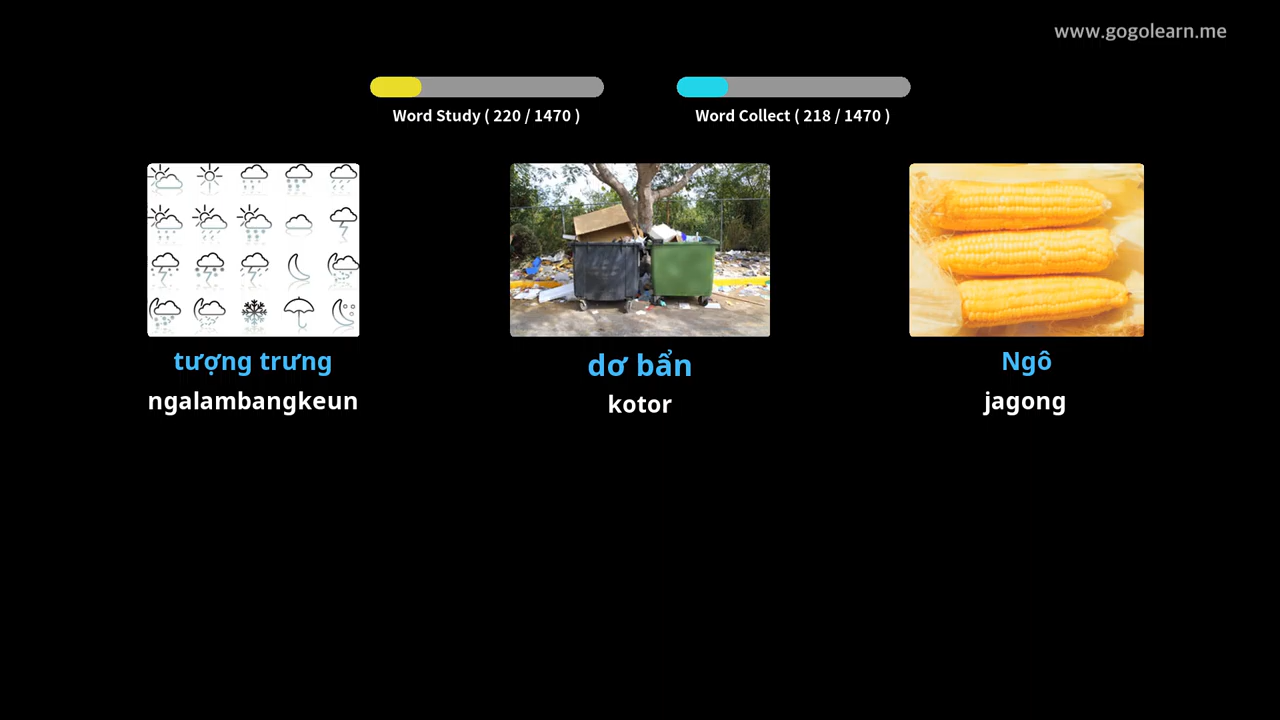 www.gogolearn.me
Word Study ( 220 / 1470 )
Word Collect ( 218 / 1470 )
tượng trưng
ngalambangkeun
dơ bẩn
kotor
Ngô
jagong